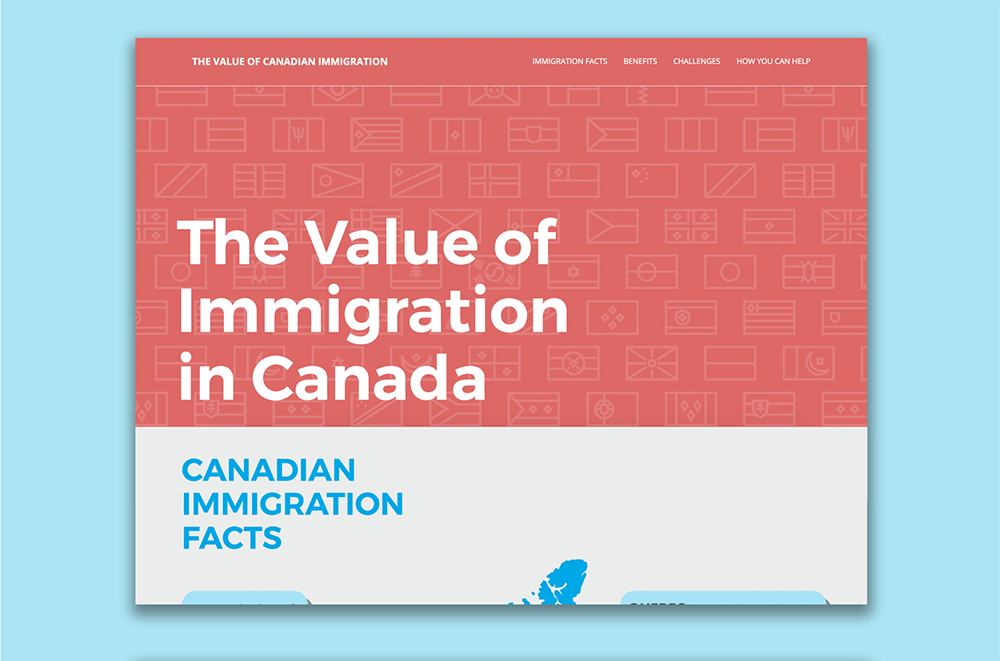 THE VALUE OF CANADIAN IMMIGRATION
IMMIGRATION FACTS BENEFITS CHALLENGES HOW YOU CAN HELP
The Value of
Immigration
in Canada
CANADIAN
IMMIGRATION
FACTS